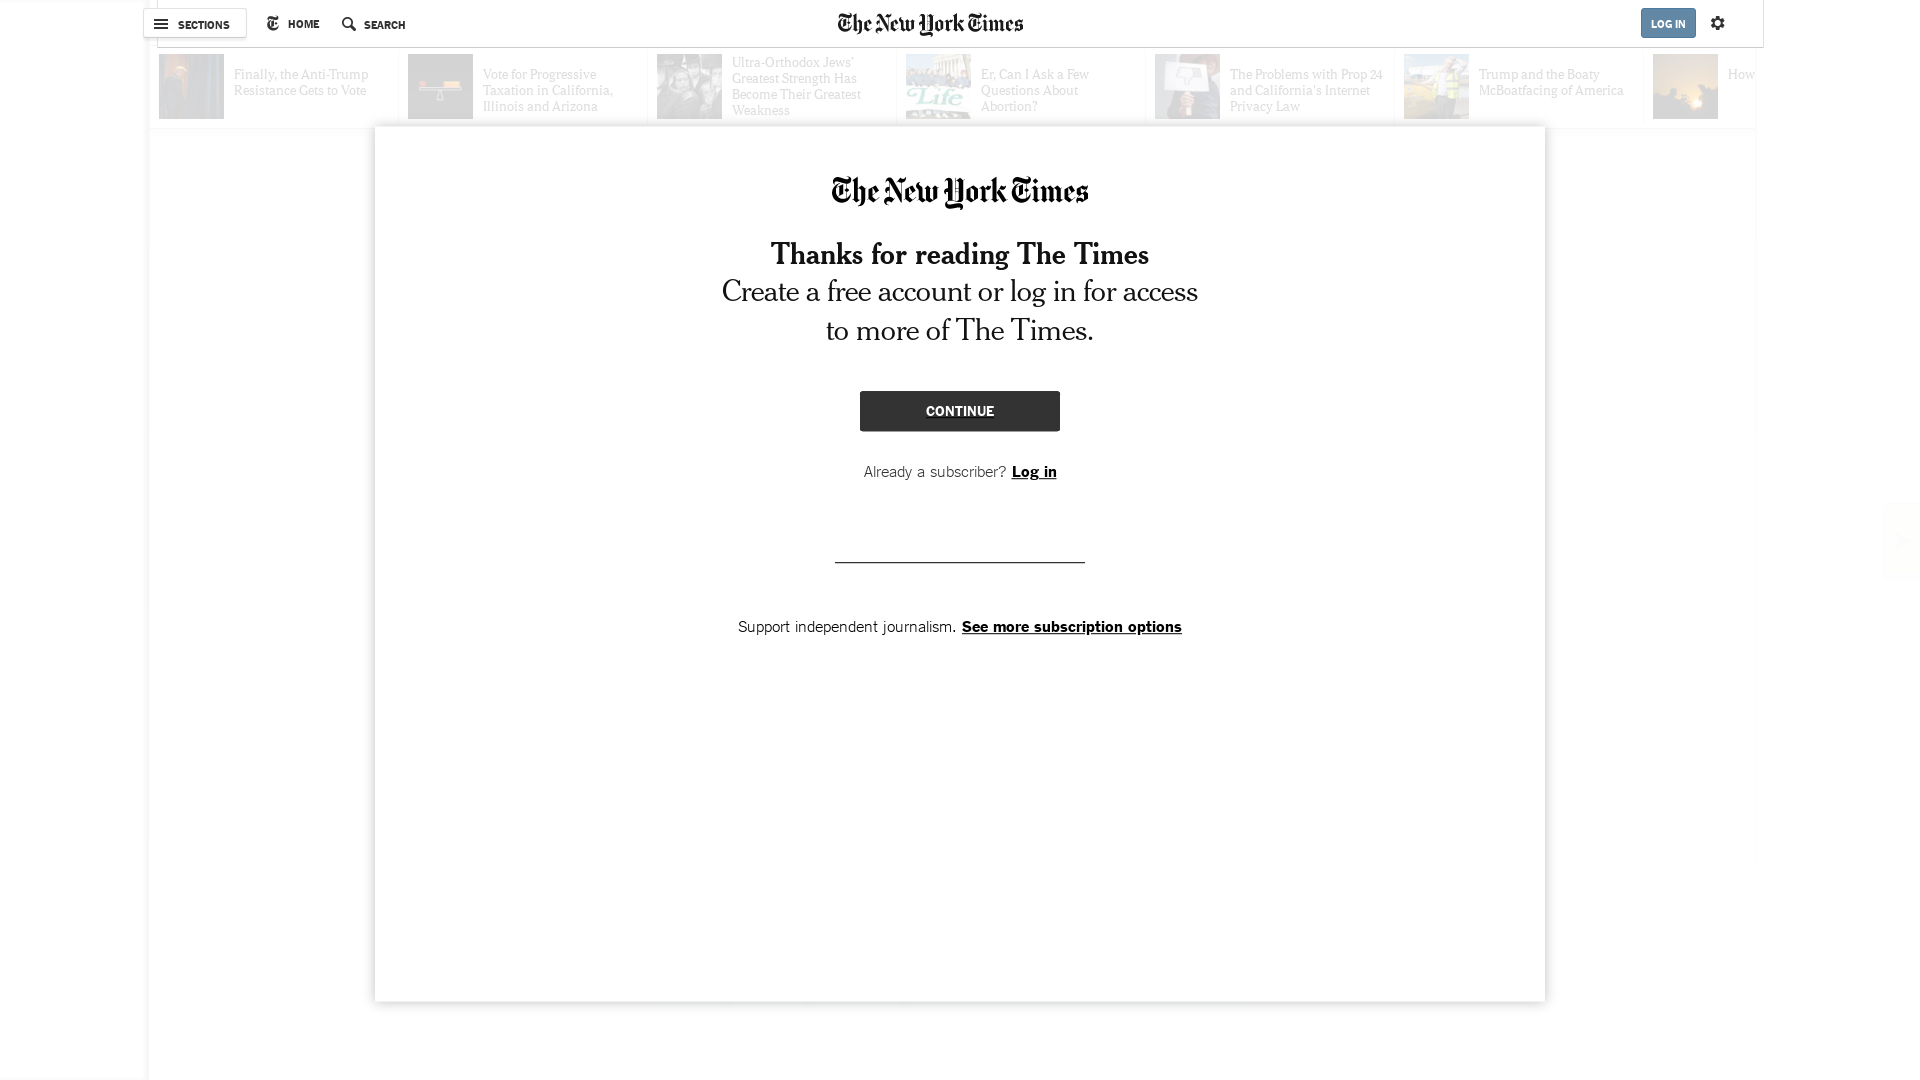 SECTIONS
HOME
SEARCH
The New York Times
LOG IN
Finally, the Anti-Trump
Resistance Gets to Vote
Vote for Progressive
Taxation in California,
Illinois and Arizona
Ultra-Orthodox Jews'
Greatest Strength Has
Become Their Greatest
Weakness
Life
Er, Can I Ask a Few
Questions About
Abortion?
The Problems with Prop 24
and California's Internet
Privacy Law
Trump and the Boaty
McBoatfacing of America
How
The New York Times
Thanks for reading The Times
Create a free account or log in for access
to more of The Times.
CONTINUE
Already a subscriber? Log in
Support independent journalism. See more subscription options